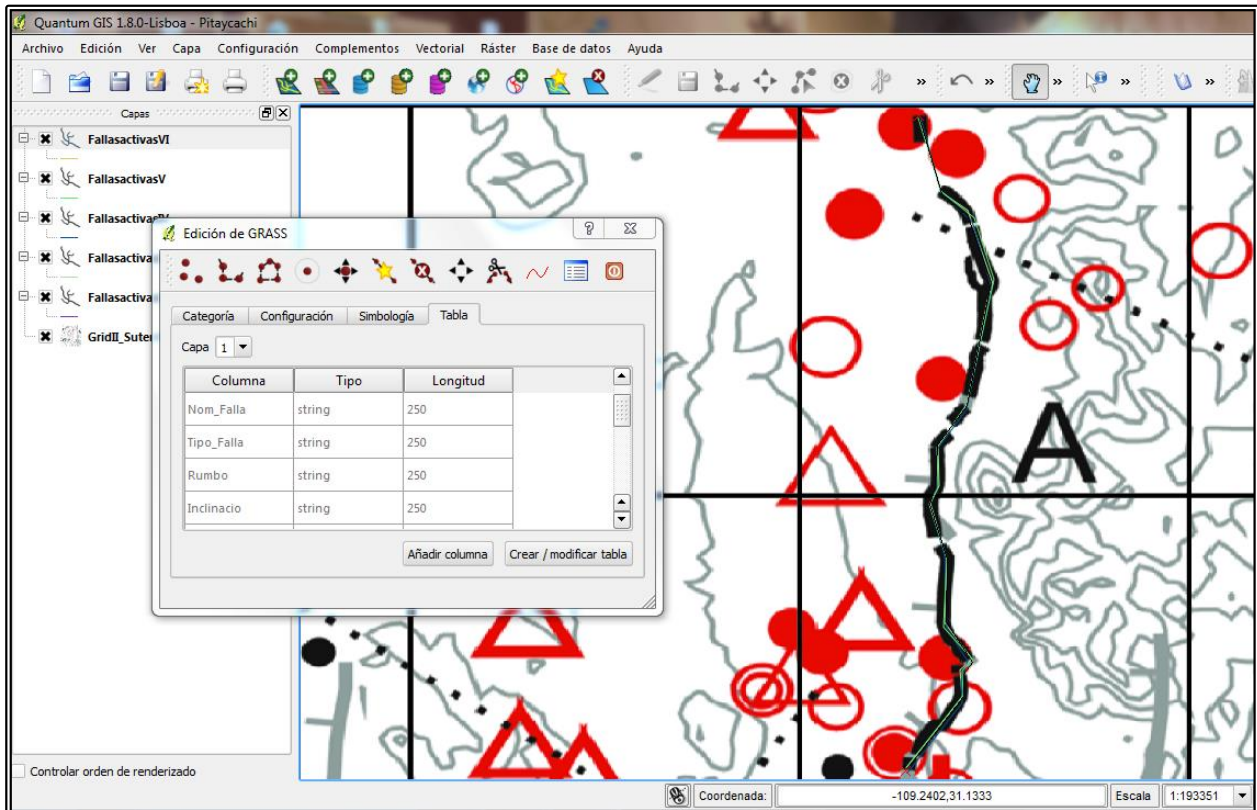 Quantum GIS 1.8.0-Lisboa - Pitaycachi
Archivo Edición Ver Capa Configuración Complementos Vectorial Ráster Base de datos Ayuda
Capas
FallasactivasVI
FallasactivasV
Fallasactivas
Fallasactiva
Fallasactiva
GridII_Suter
Edición de GRASS
Categoría Configuración Simbología Tabla
Capa 1
Columna Tipo Longitud
Nom_Falla string 250
Tipo_Falla string 250
Rumbo string 250
Inclinacio string 250
Añadir columna Crear / modificar tabla
A
Controlar orden de renderizado
Coordenada: -109.2402,31.1333 Escala 1:193351